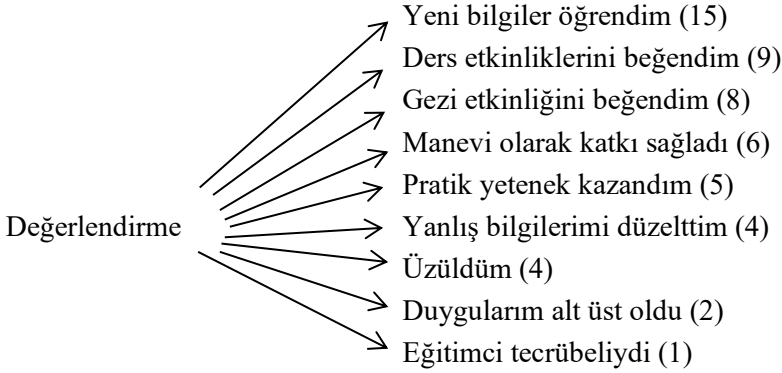 Yeni bilgiler öğrendim (15)
Ders etkinliklerini beğendim (9)
Gezi etkinliğini beğendim (8)
Manevi olarak katkı sağladı (6)
Pratik yetenek kazandım (5)
Değerlendirme
Yanlış bilgilerimi düzelttim (4)
Üzüldüm (4)
Duygularım alt üst oldu (2)
Eğitimci tecrübeliydi (1)